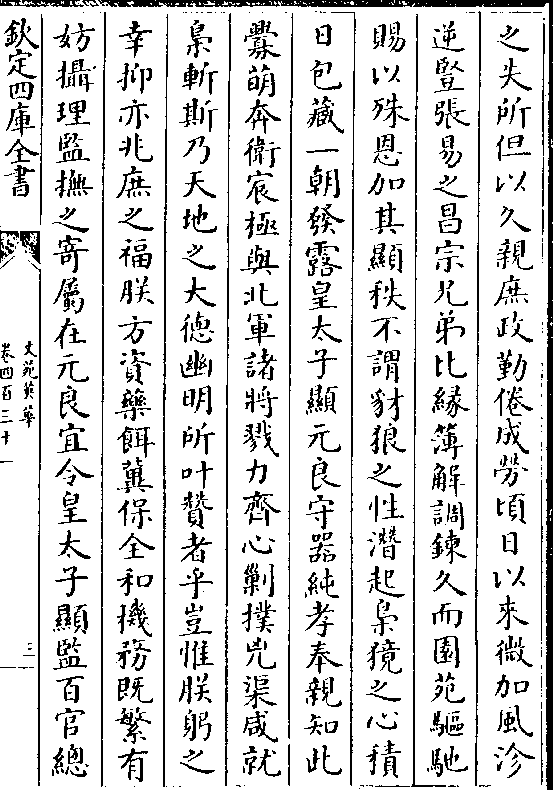 之失所但以久親庶政勤倦成勞頃日以来微加風沴
逆豎張易之昌宗兄弟比緣簿解調鍊久而園苑驅馳
賜以殊恩加其顯秩不謂豺狼之性潛起梟獍之心積
日包藏一朝發露皇太子顯元良守器純孝奉親知此
釁萌奔衛宸極與北軍諸將戮力齊心剿撲兇渠咸就
梟斬斯乃天地之大德幽明所叶贊者乎豈惟朕躬之
幸抑亦兆庶之福朕方資藥餌冀保全和機務既繁有
妨攝理監撫之寄屬在元良宜令皇太子顯監百官總
欽定四庫全書
文苑英華
卷四百三十一
三